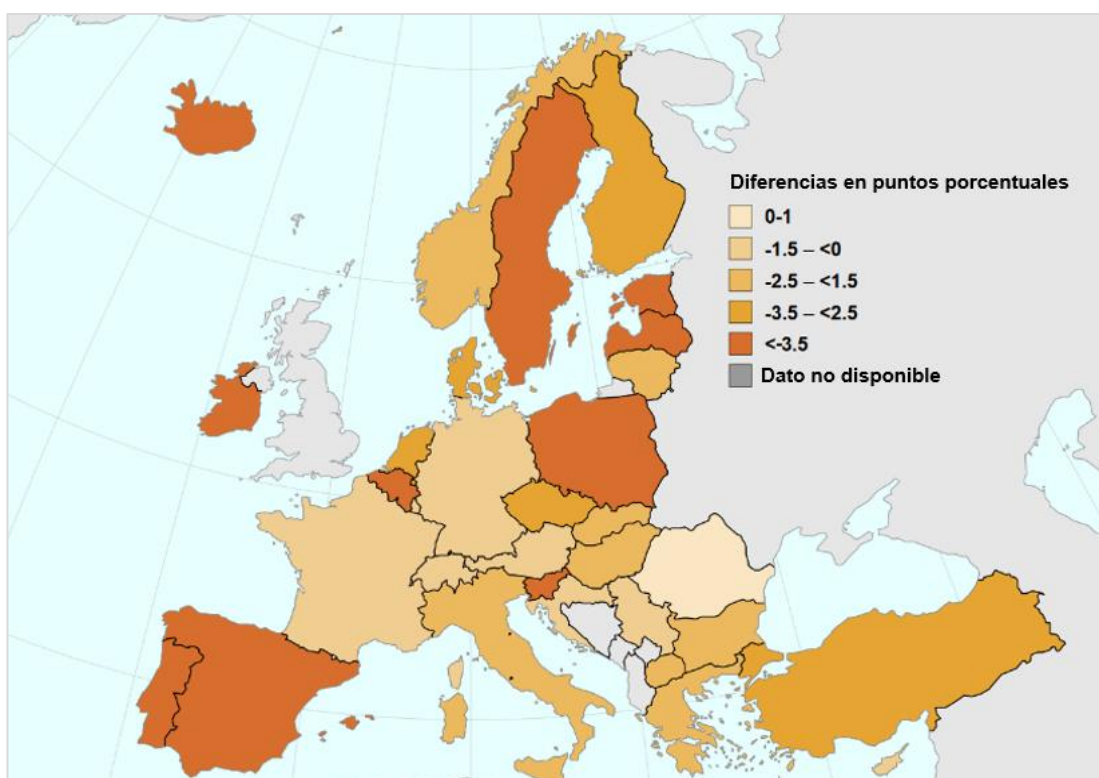 Diferencias en puntos porcentuales
0-1
-1.5 – <0
-2.5 – <1.5
-3.5 – <2.5
<-3.5
Dato no disponible